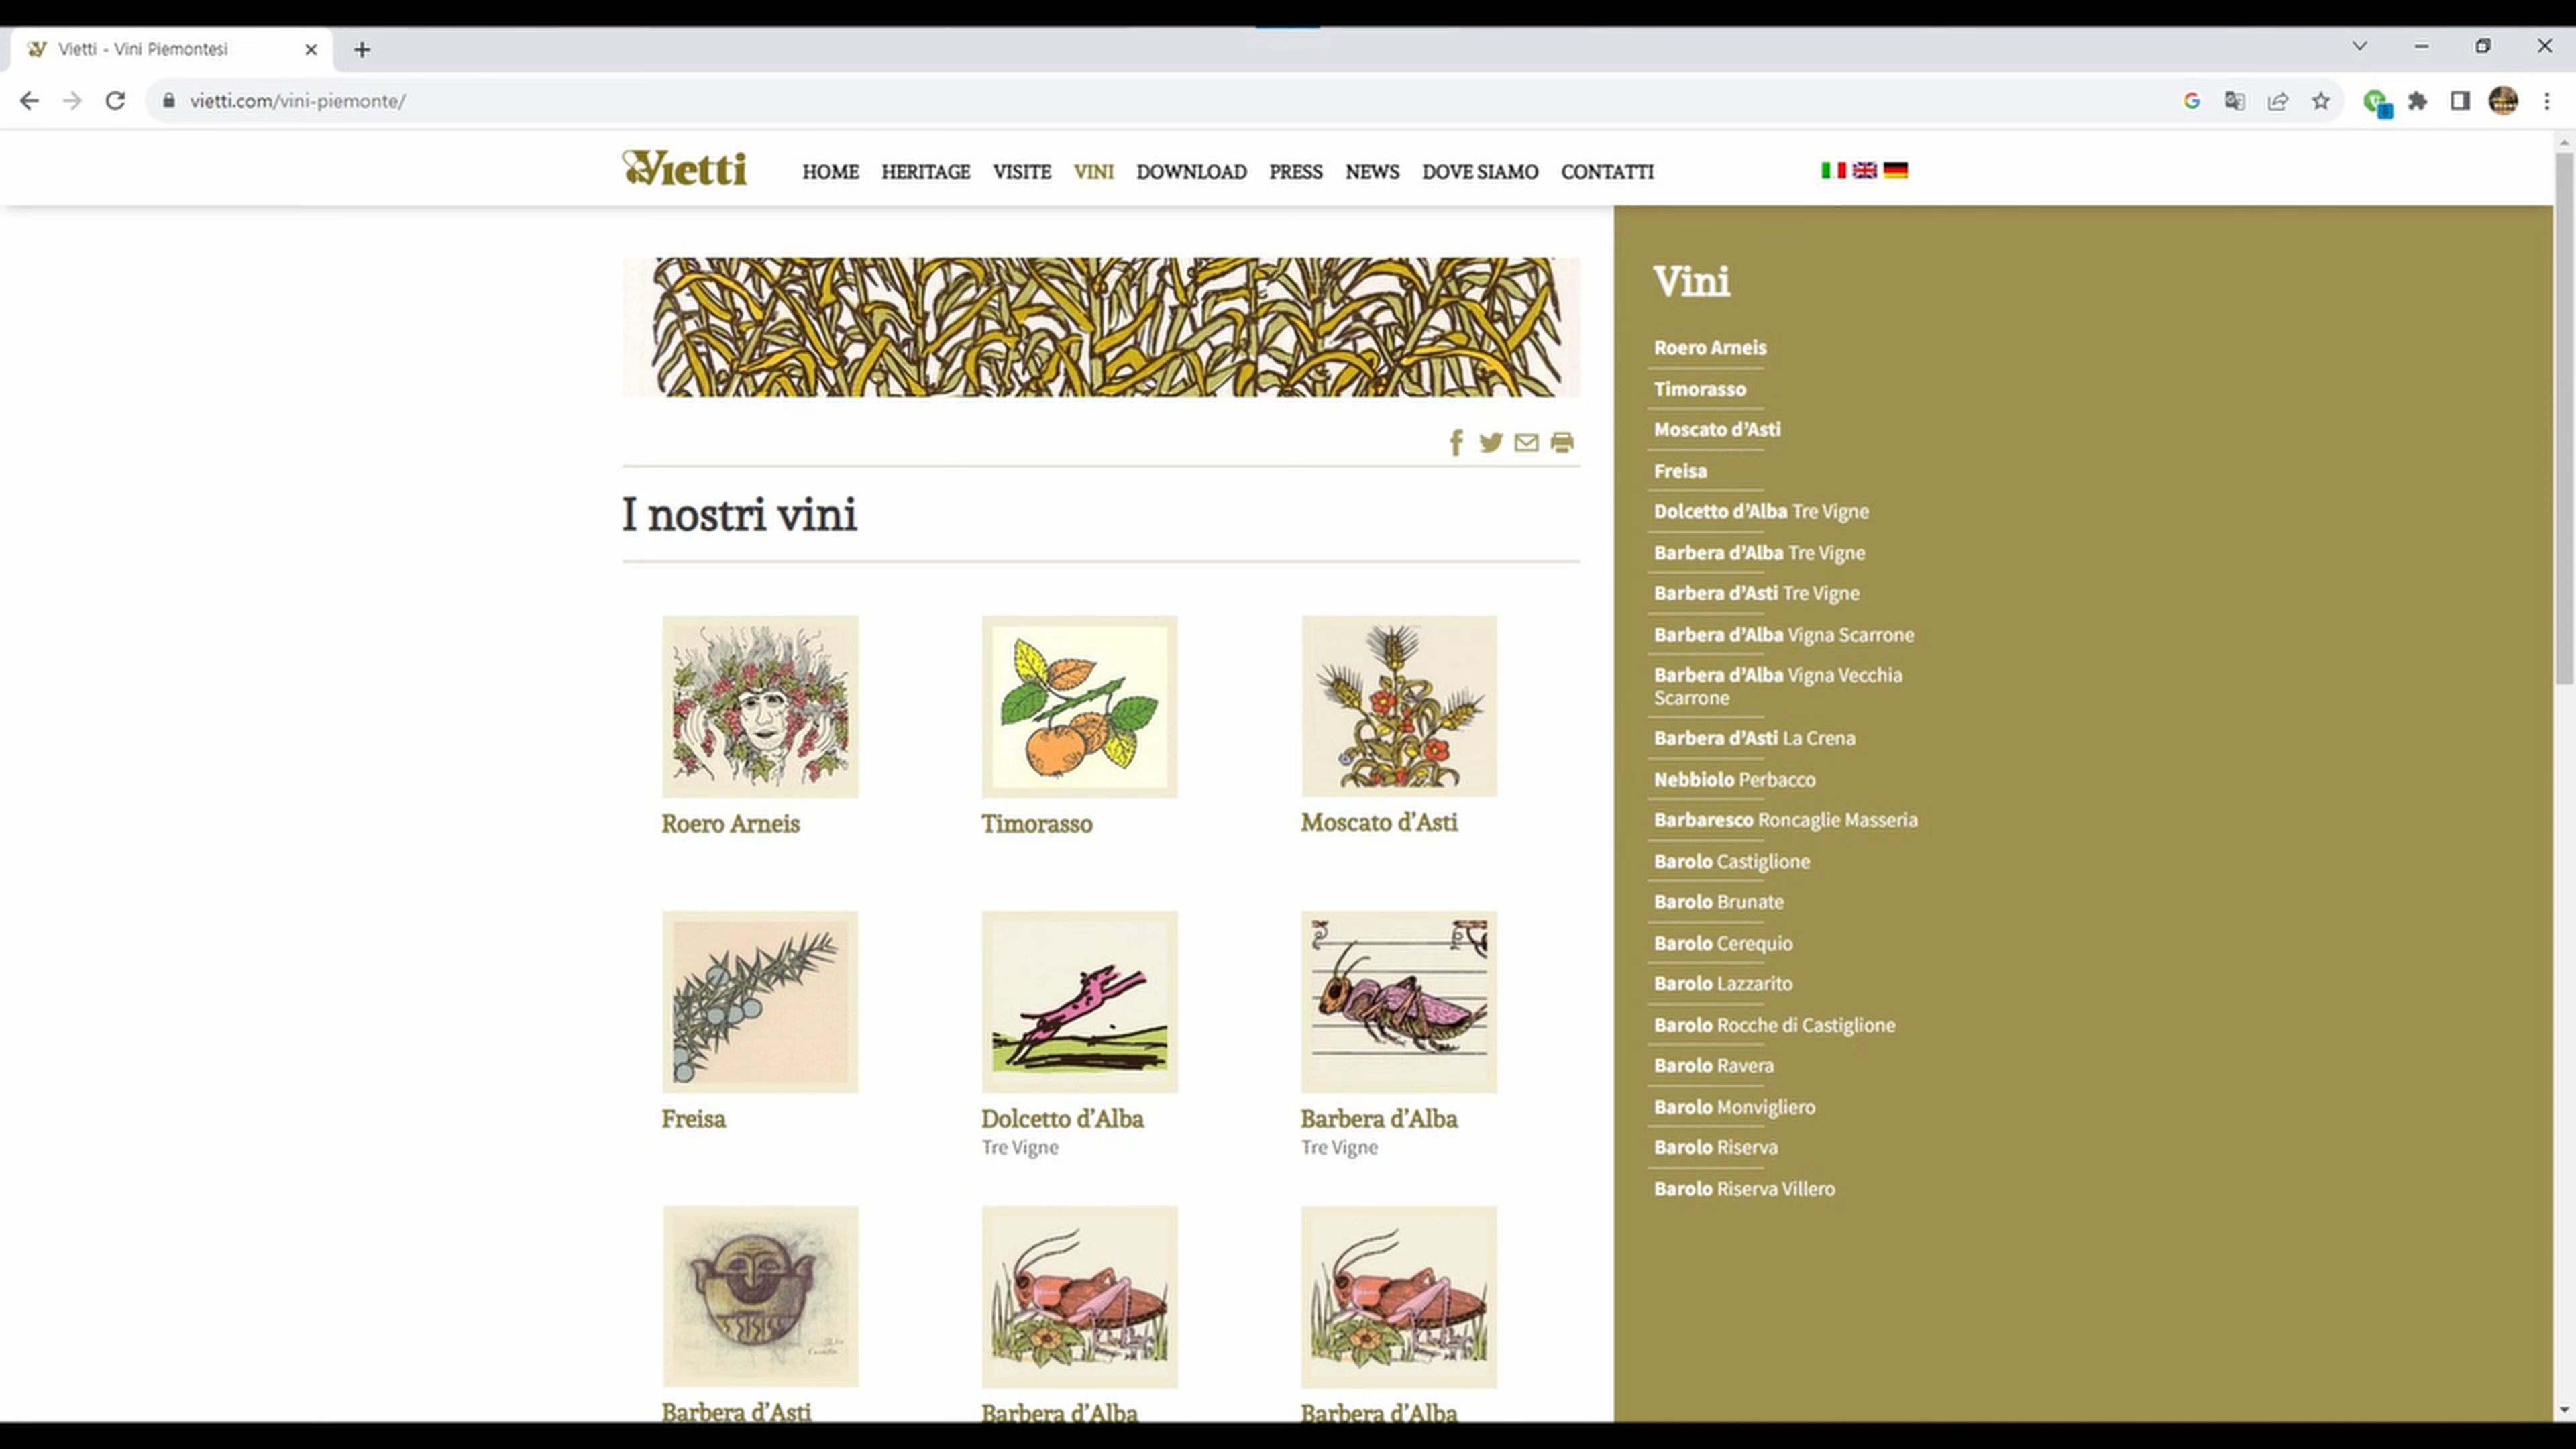 Vietti - Vini Piemontesi
vietti.com/vini-piemonte/
Vietti
HOME HERITAGE VISITE VINI DOWNLOAD PRESS NEWS DOVE SIAMO CONTATTI
I nostri vini
Roero Arneis
Timorasso
Moscato d'Asti
Freisa
Dolcetto d'Alba
Tre Vigne
Barbera d'Alba
Tre Vigne
Barbera d'Asti
Barbera d'Alba
Barbera d'Alba
Vini
Roero Arneis
Timorasso
Moscato d'Asti
Freisa
Dolcetto d'Alba Tre Vigne
Barbera d'Alba Tre Vigne
Barbera d'Asti Tre Vigne
Barbera d'Alba Vigna Scarrone
Barbera d'Alba Vigna Vecchia
Scarrone
Barbera d'Asti La Crena
Nebbiolo Perbacco
Barbaresco Roncaglie Masseria
Barolo Castiglione
Barolo Brunate
Barolo Cerequio
Barolo Lazzarito
Barolo Rocche di Castiglione
Barolo Ravera
Barolo Monvigliero
Barolo Riserva
Barolo Riserva Villero